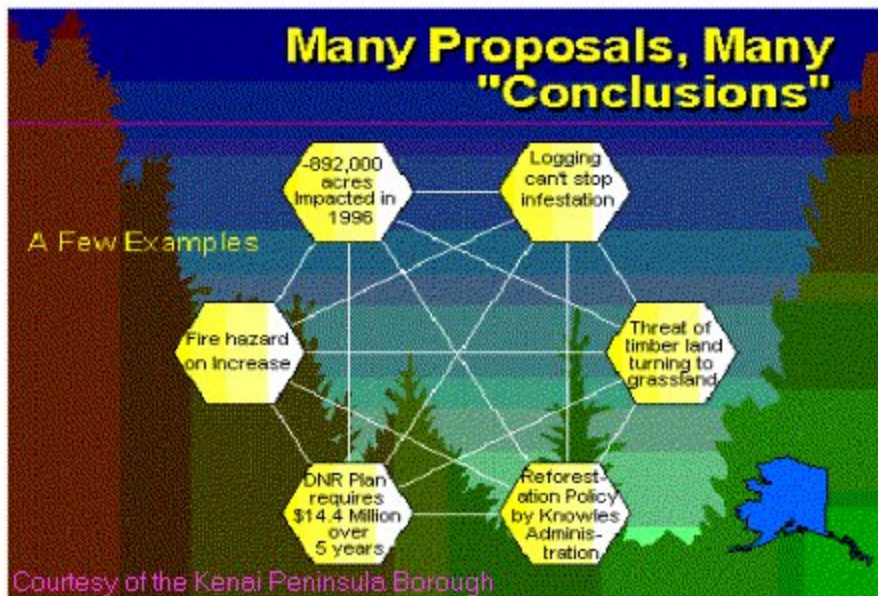 Many Proposals, Many
"Conclusions"
-892,000
acres
Impacted in
1996
Logging
can't stop
infestation
A Few Examples
Fire hazard
on Increase
Threat of
timber land
turning to
grassland
DNR Plan
requires
$14.4 Million
over
5 years
Reforest-
ation Policy
by Knowles
Adminis-
tration
Courtesy of the Kenai Peninsula Borough